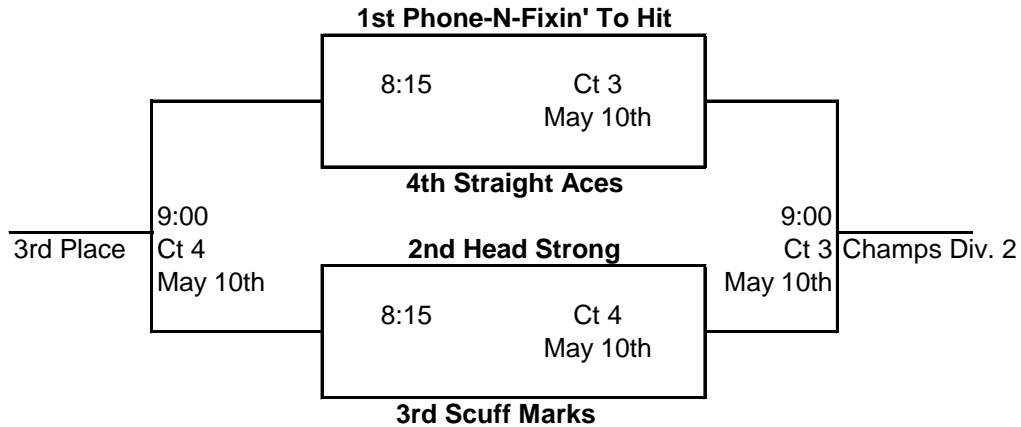 1st Phone-N-Fixin' To Hit
8:15 Ct 3
May 10th
4th Straight Aces
9:00
3rd Place Ct 4
May 10th
9:00
Ct 3 Champs Div. 2
May 10th
2nd Head Strong
8:15 Ct 4
May 10th
3rd Scuff Marks